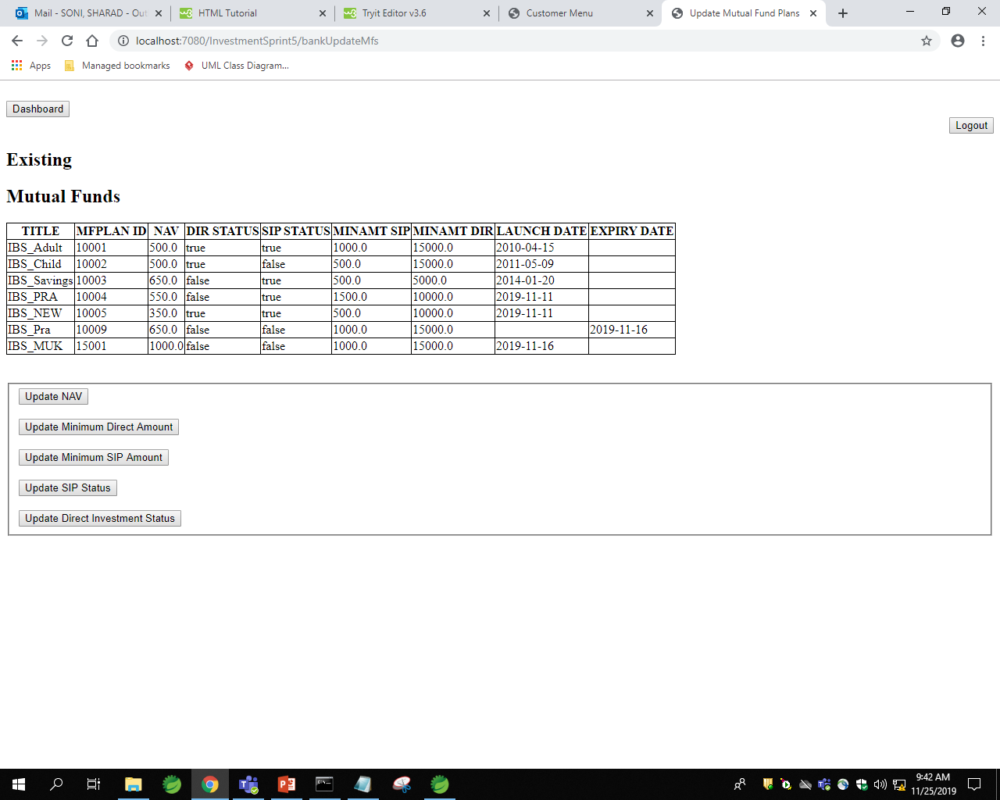 Mail - SONI, SHARAD - Out
HTML Tutorial
Tryit Editor v3.6
Customer Menu
Update Mutual Fund Plans
localhost:7080/InvestmentSprint5/bankUpdateMfs
Apps
Managed bookmarks
UML Class Diagram...
Dashboard
Logout
Existing
Mutual Funds
TITLE MFPLAN ID NAV DIR STATUS SIP STATUS MINAMT SIP MINAMT DIR LAUNCH DATE EXPIRY DATE
IBS_Adult 10001 500.0 true true 1000.0 15000.0 2010-04-15
IBS_Child 10002 500.0 true false 500.0 15000.0 2011-05-09
IBS_Savings 10003 650.0 false true 500.0 5000.0 2014-01-20
IBS_PRA 10004 550.0 false true 1500.0 10000.0 2019-11-11
IBS_NEW 10005 350.0 true true 500.0 10000.0 2019-11-11
IBS_Pra 10009 650.0 false false 1000.0 15000.0 2019-11-16
IBS_MUK 15001 1000.0 false false 1000.0 15000.0 2019-11-16
Update NAV
Update Minimum Direct Amount
Update Minimum SIP Amount
Update SIP Status
Update Direct Investment Status
9:42 AM
11/25/2019